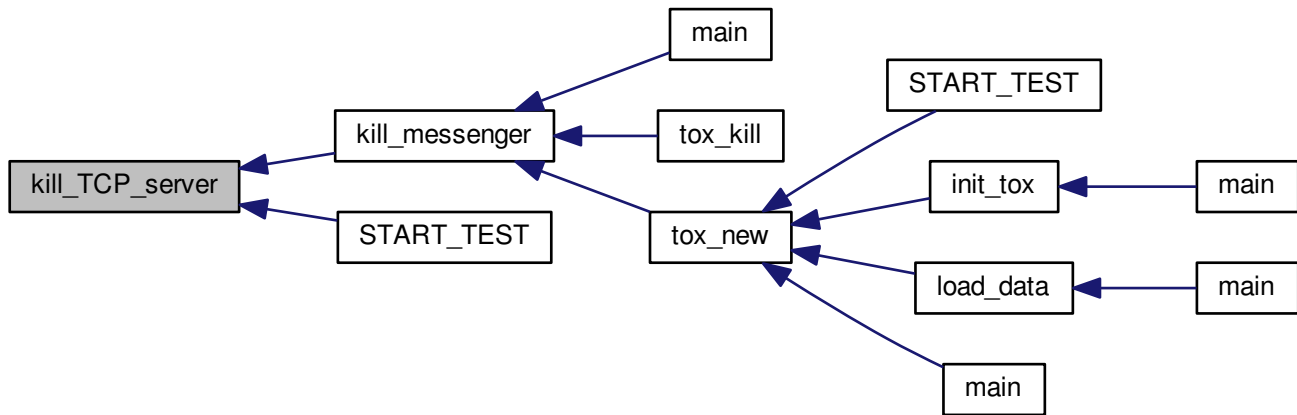 main
START_TEST
kill_messenger
tox_kill
kill_TCP_server
init_tox
main
START_TEST
tox_new
load_data
main
main